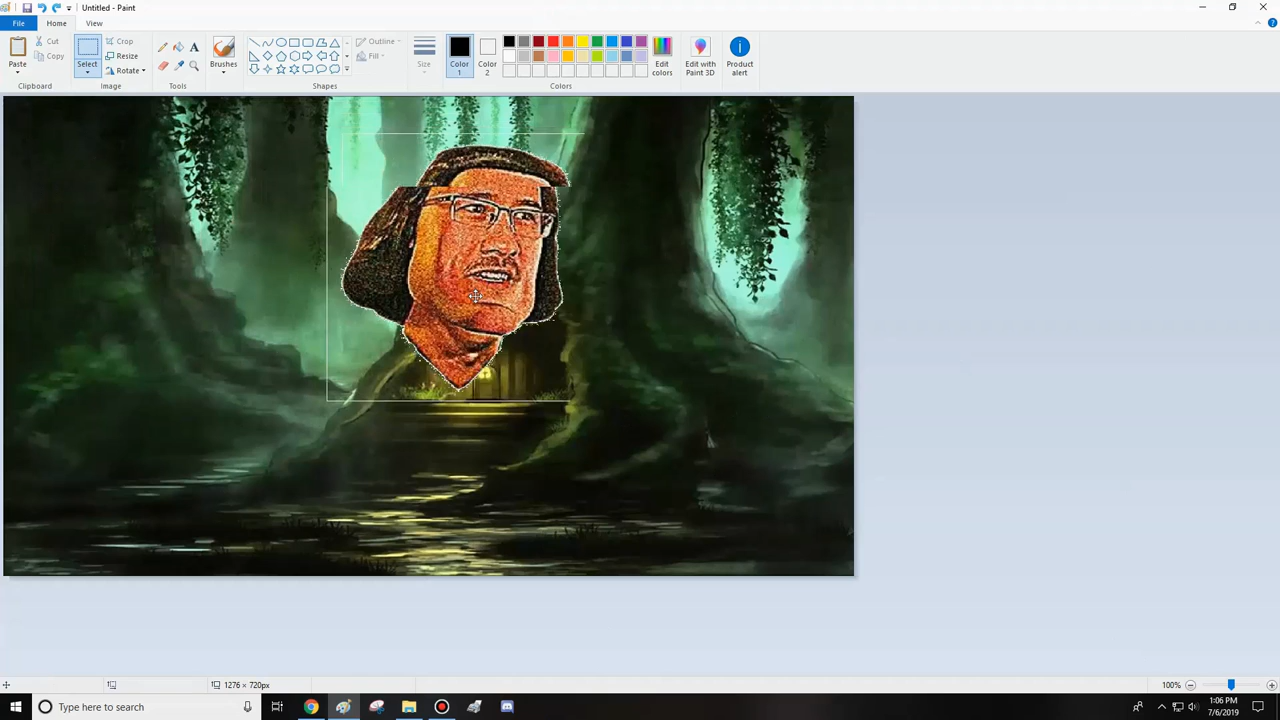 Untitled - Paint
File Home View
Paste
Cut
Copy
Clipboard
Select
Crop
Resize
Rotate
Image
A
Tools
Brushes
Shapes
Outline
Fill
Size
Color
1
Color
2
Colors
Edit
colors
Edit with
Paint 3D
Product
alert
1276 × 720px
100%
Type here to search
1:06 PM
7/6/2019